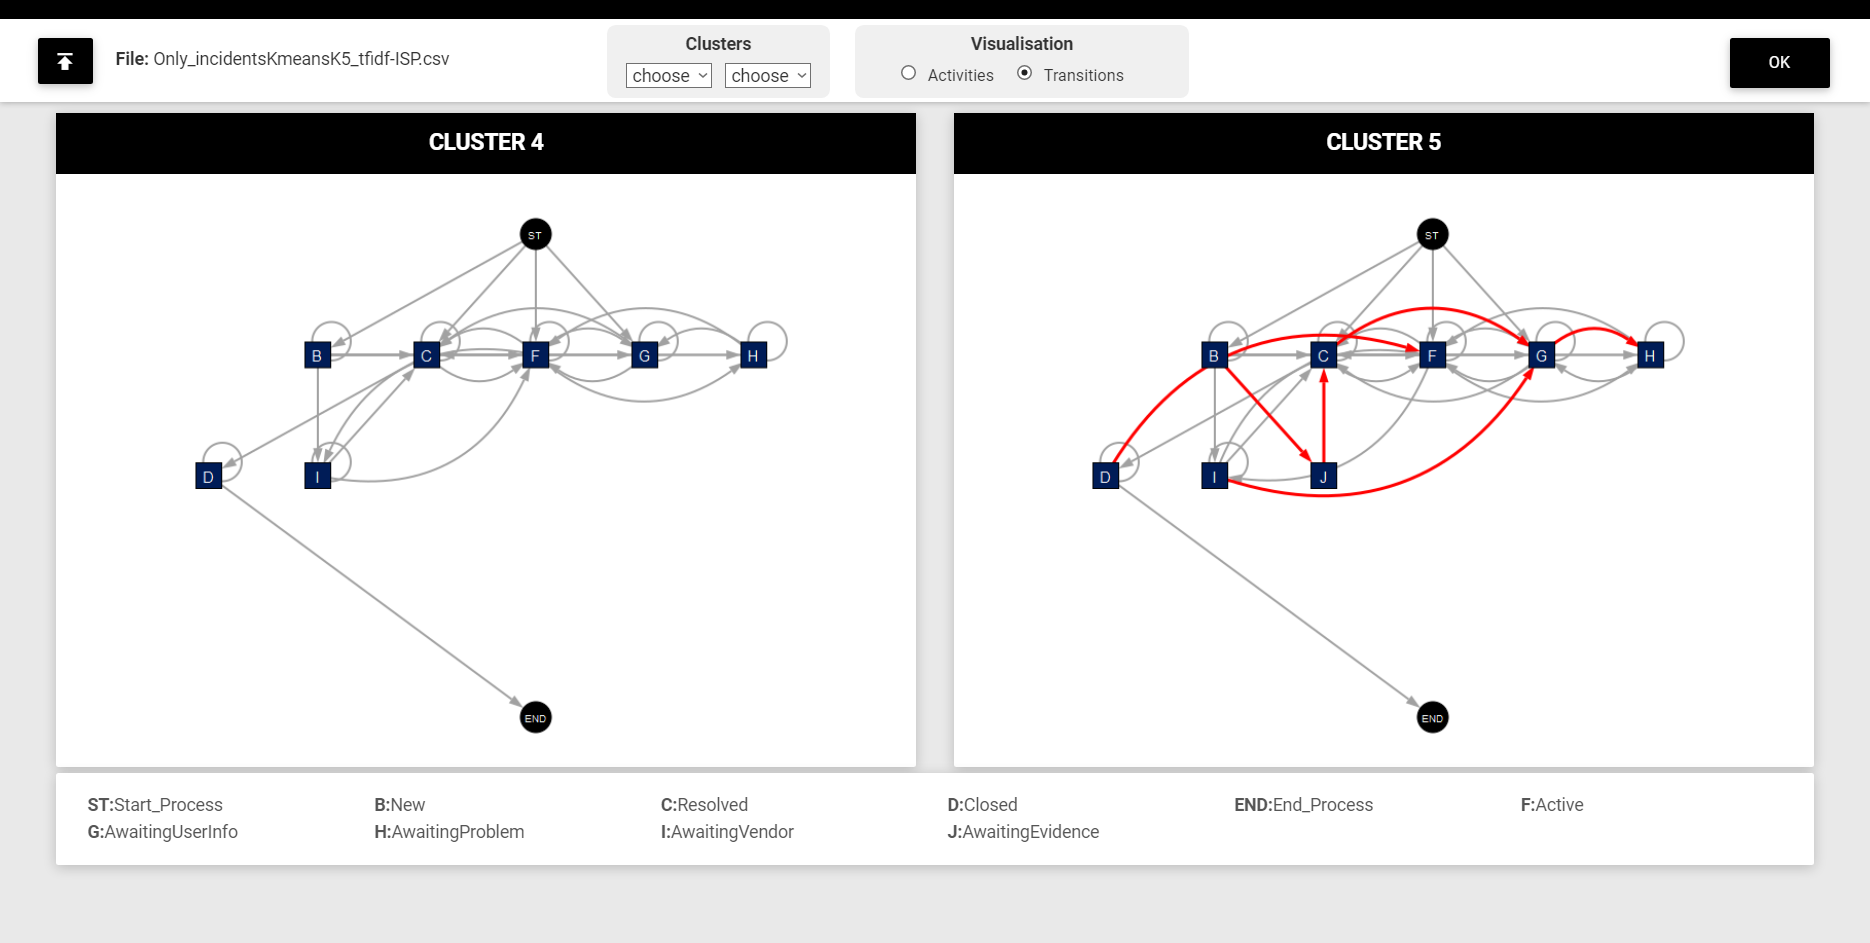 File: Only_incidentsKmeansK5_tfidf-ISP.csv
Clusters
choose choose
Visualisation
Activities Transitions
OK
CLUSTER 4
ST
B C F G H
D I
END
CLUSTER 5
ST
B C F G H
D I J
END
ST:Start_Process B:New C:Resolved D:Closed END:End_Process F:Active
G:AwaitingUserInfo H:AwaitingProblem I:AwaitingVendor J:AwaitingEvidence